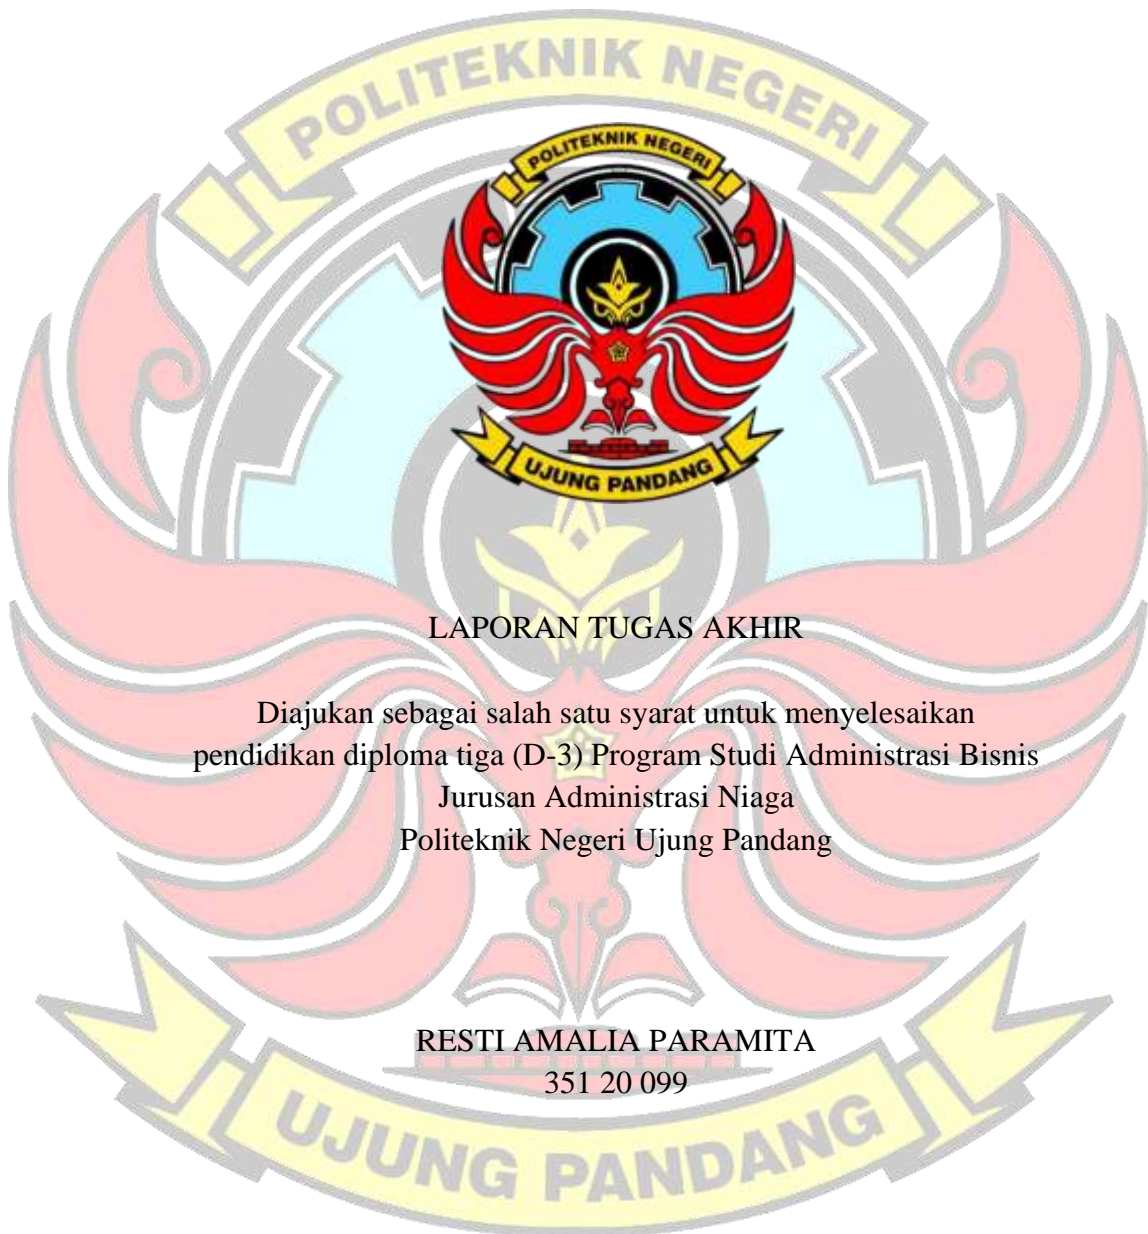 POLITEKNIK NEGERI
POLITEKNIK NEGERI
UJUNG PANDANG
LAPORAN TUGAS AKHIR
Diajukan sebagai salah satu syarat untuk menyelesaikan
pendidikan diploma tiga (D-3) Program Studi Administrasi Bisnis
Jurusan Administrasi Niaga
Politeknik Negeri Ujung Pandang
RESTI AMALIA PARAMITA
351 20 099
UJUNG PANDANG